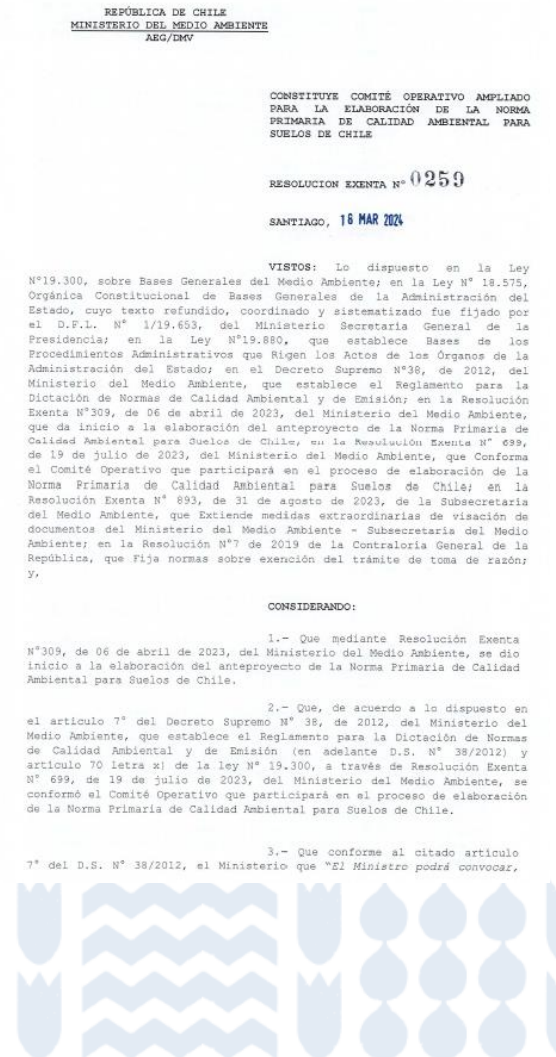 REPÚBLICA DE CHILE
MINISTERIO DEL MEDIO AMBIENTE
AEG/DMV
CONSTITUYE COMITÉ OPERATIVO AMPLIADO
PARA LA ELABORACIÓN DE LA NORMA
PRIMARIA DE CALIDAD AMBIENTAL PARA
SUELOS DE CHILE
RESOLUCION EXENTA N° 0259
SANTIAGO, 18 MAR 2024
VISTOS: Lo dispuesto en la Ley
N°19.300, sobre Bases Generales del Medio Ambiente; en la Ley N° 18.575,
Orgánica Constitucional de Bases Generales de la Administración del
Estado, cuyo texto refundido, coordinado y sistematizado fue fijado por
el D.F.L. N° 1/19.653, del Ministerio Secretaría General de la
Presidencia; en la Ley N°19.880, que establece Bases de los
Procedimientos Administrativos que Rigen los Actos de los Órganos de la
Administración del Estado; en el Decreto Supremo N°38, de 2012, del
Ministerio del Medio Ambiente, que establece el Reglamento para la
Dictación de Normas de Calidad Ambiental y de Emisión; en la Resolución
Exenta N°309, de 06 de abril de 2023, del Ministerio del Medio Ambiente,
que da inicio a la elaboración del anteproyecto de la Norma Primaria de
Calidad Ambiental para Suelos de Chile, en la Resolución Exenta N° 699,
de 19 de julio de 2023, del Ministerio del Medio Ambiente, que Conforma
el Comité Operativo que participará en el proceso de elaboración de la
Norma Primaria de Calidad Ambiental para Suelos de Chile; en la
Resolución Exenta N° 893, de 31 de agosto de 2023, de la Subsecretaría
del Medio Ambiente, que Extiende medidas extraordinarias de visación de
documentos del Ministerio del Medio Ambiente - Subsecretaría del Medio
Ambiente; en la Resolución N°7 de 2019 de la Contraloría General de la
República, que Fija normas sobre exención del trámite de toma de razón;
y,
CONSIDERANDO:
1.- Que mediante Resolución Exenta
N°309, de 06 de abril de 2023, del Ministerio del Medio Ambiente, se dio
inicio a la elaboración del anteproyecto de la Norma Primaria de Calidad
Ambiental para Suelos de Chile.
2.- Que, de acuerdo a lo dispuesto en
el artículo 7° del Decreto Supremo N° 38, de 2012, del Ministerio del
Medio Ambiente, que establece el Reglamento para la Dictación de Normas
de Calidad Ambiental y de Emisión (en adelante D.S. N° 38/2012) y
artículo 70 letra x) de la ley N° 19.300, a través de Resolución Exenta
N° 699, de 19 de julio de 2023, del Ministerio del Medio Ambiente, se
conformó el Comité Operativo que participará en el proceso de elaboración
de la Norma Primaria de Calidad Ambiental para Suelos de Chile.
3.- Que conforme al citado artículo
7° del D.S. N° 38/2012, el Ministerio que "El Ministro podrá convocar,